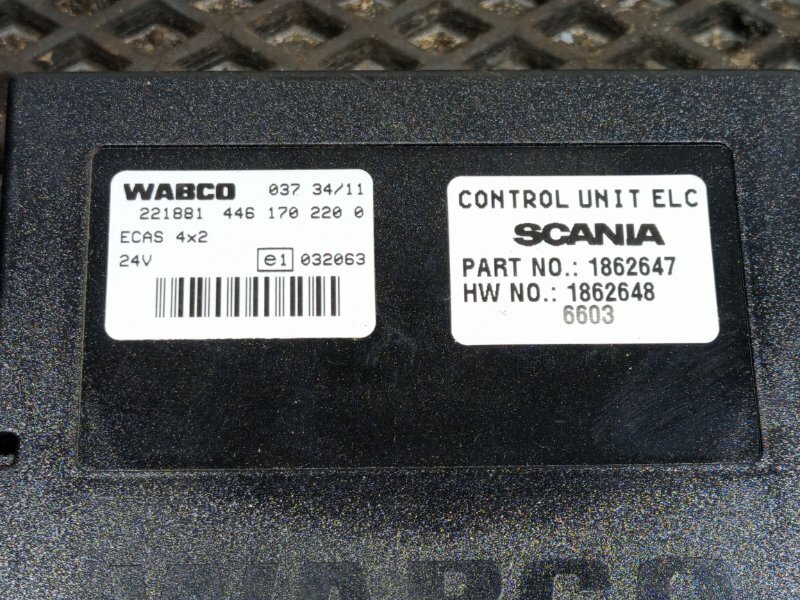 WABCO 037 34/11
221881 446 170 220 0
ECAS 4x2
24V e1 032063
CONTROL UNIT ELC
SCANIA
PART NO.: 1862647
HW NO.: 1862648
6603
WABCO